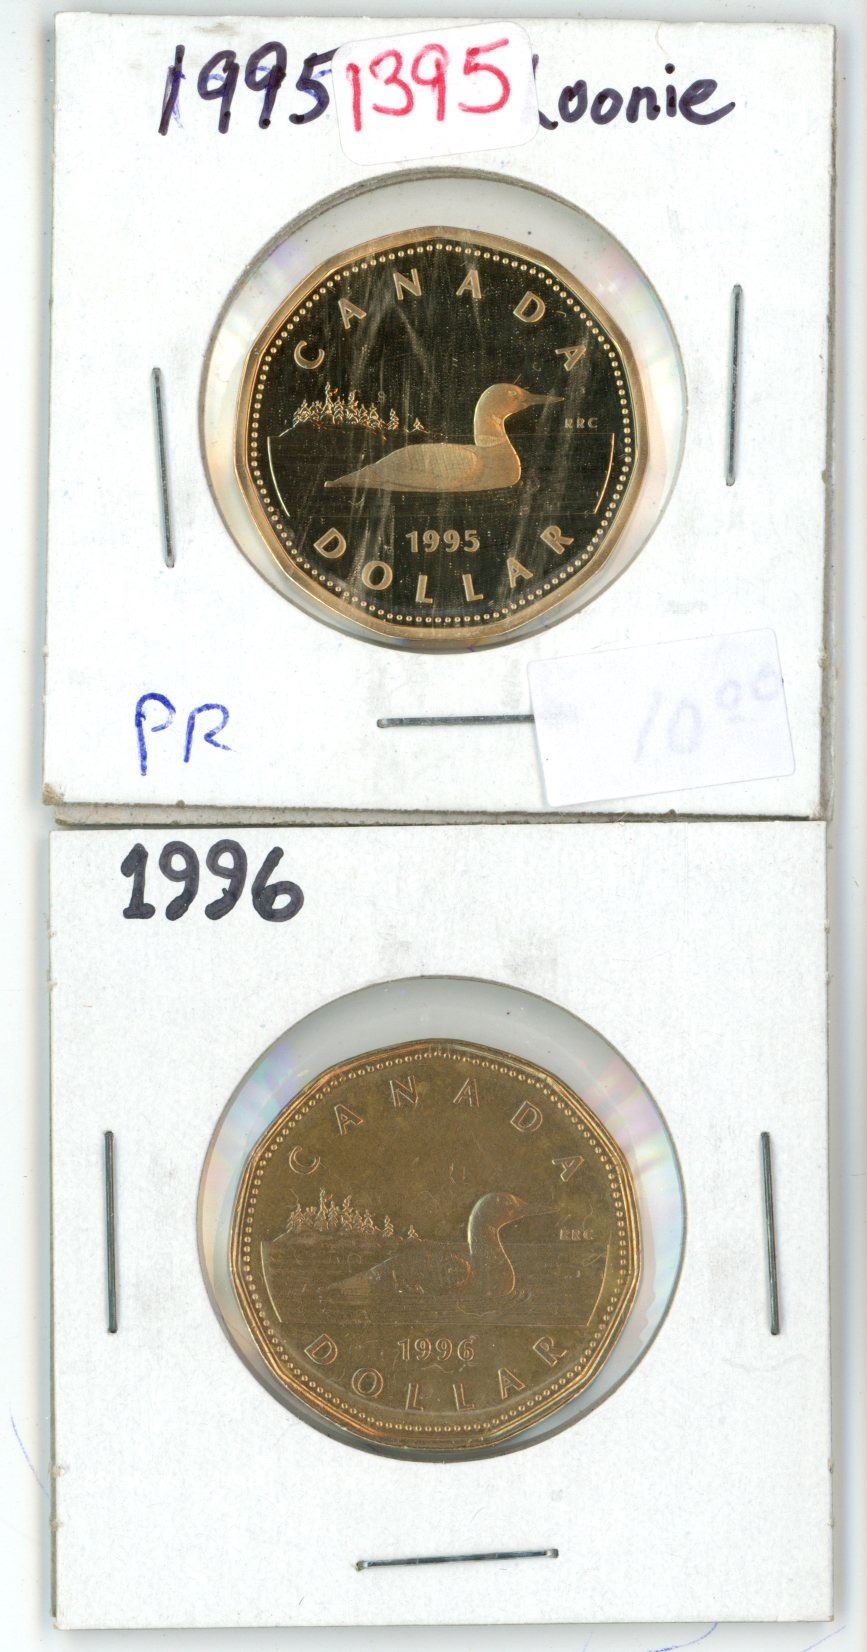 1995 1395 Loonie
CANADA
RRC
1995
DOLLAR
PR
10.00
1996
CANADA
RRC
1996
DOLLAR